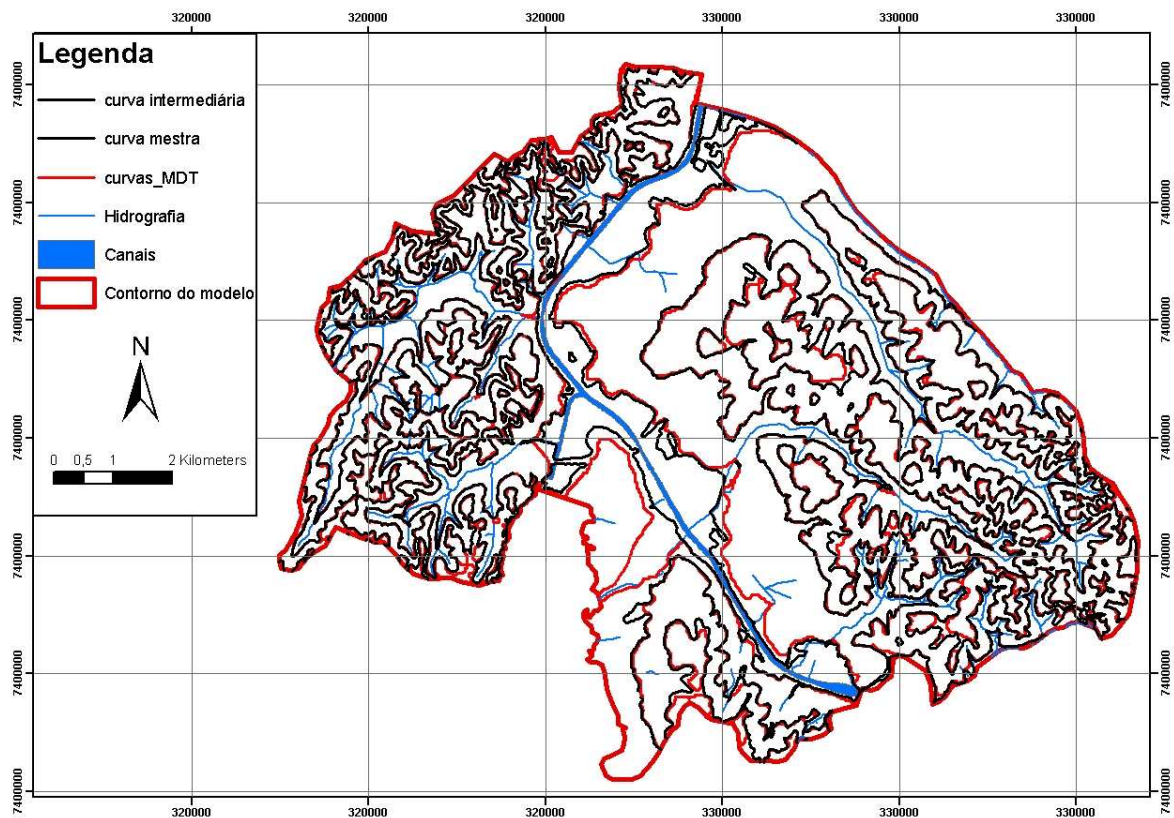 320000 320000 320000 330000 330000 330000
Legenda
curva intermediária
curva mestra
curvas_MDT
Hidrografia
Canais
Contorno do modelo
N
0 0,5 1 2 Kilometers
7400000 7400000
7400000 7400000
7400000 7400000
7400000 7400000
7400000 7400000
7400000 7400000
7400000 7400000
320000 320000 320000 330000 330000 330000